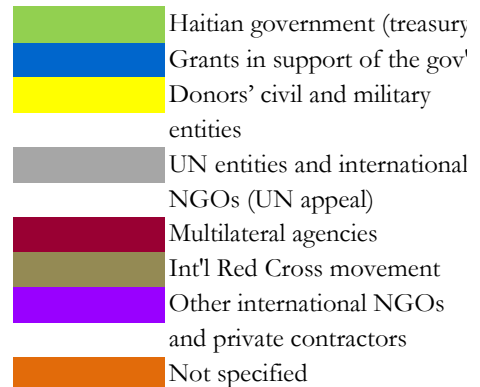 Haitian government (treasury
Grants in support of the gov'
Donors’ civil and military
entities
UN entities and international
NGOs (UN appeal)
Multilateral agencies
Int'l Red Cross movement
Other international NGOs
and private contractors
Not specified